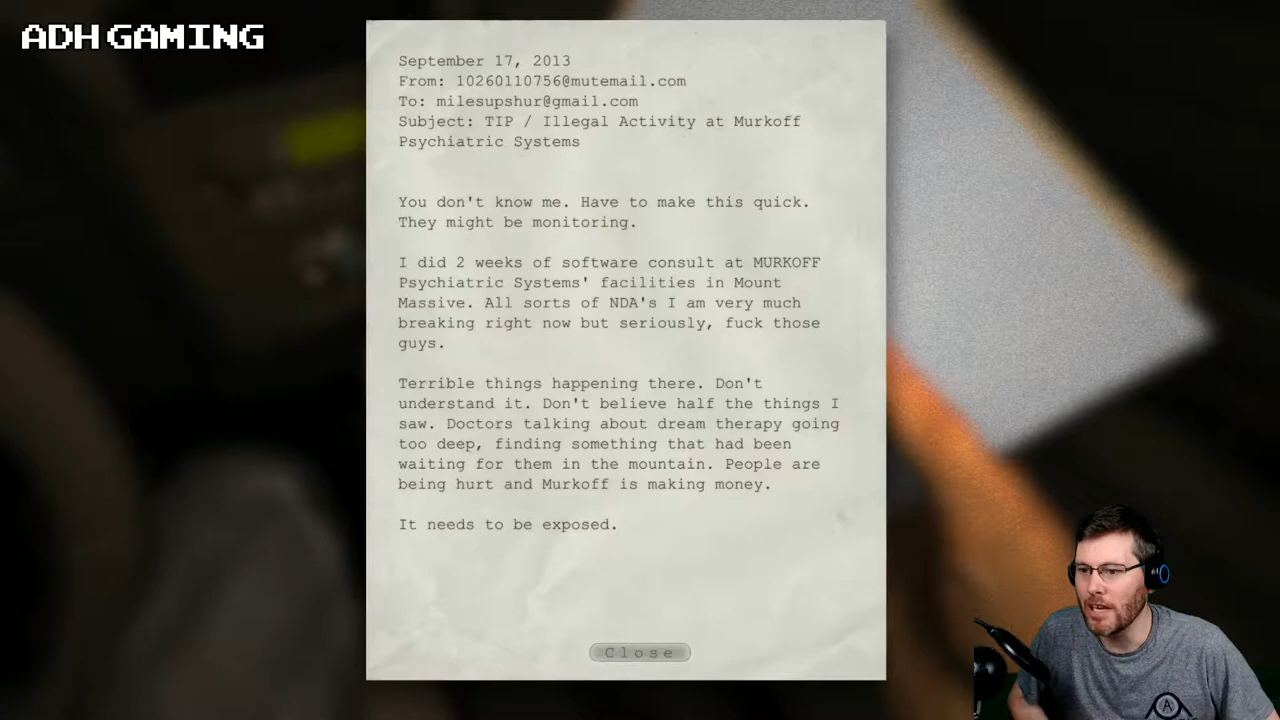 ADH GAMING
September 17, 2013
From: 10260110756@mutemail.com
To: milesupshur@gmail.com
Subject: TIP / Illegal Activity at Murkoff
Psychiatric Systems
You don't know me. Have to make this quick.
They might be monitoring.
I did 2 weeks of software consult at MURKOFF
Psychiatric Systems' facilities in Mount
Massive. All sorts of NDA's I am very much
breaking right now but seriously, fuck those
guys.
Terrible things happening there. Don't
understand it. Don't believe half the things I
saw. Doctors talking about dream therapy going
too deep, finding something that had been
waiting for them in the mountain. People are
being hurt and Murkoff is making money.
It needs to be exposed.
Close
A